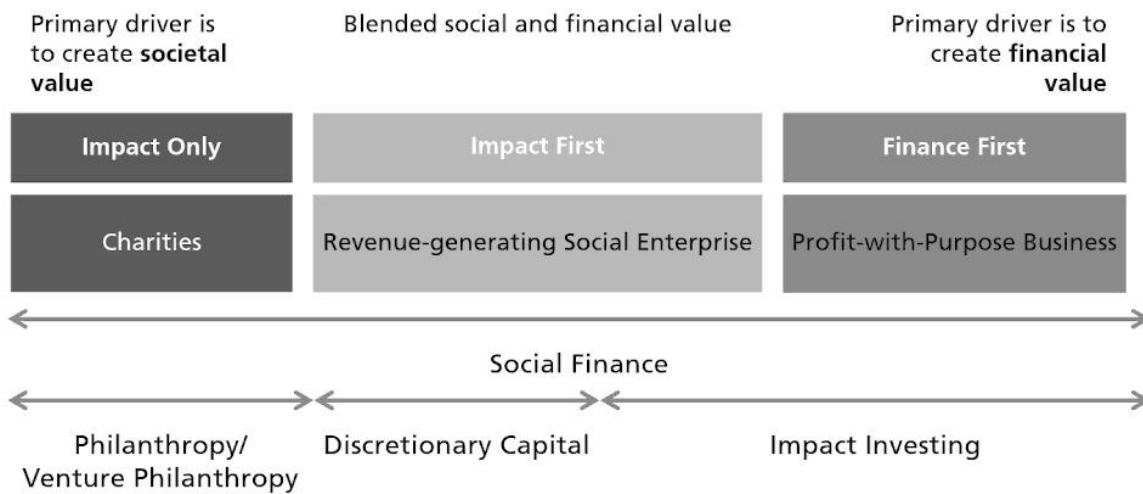 Primary driver is
to create societal
value
Blended social and financial value
Primary driver is to
create financial
value
Impact Only
Impact First
Finance First
Charities
Revenue-generating Social Enterprise
Profit-with-Purpose Business
Social Finance
Philanthropy/
Venture Philanthropy
Discretionary Capital
Impact Investing